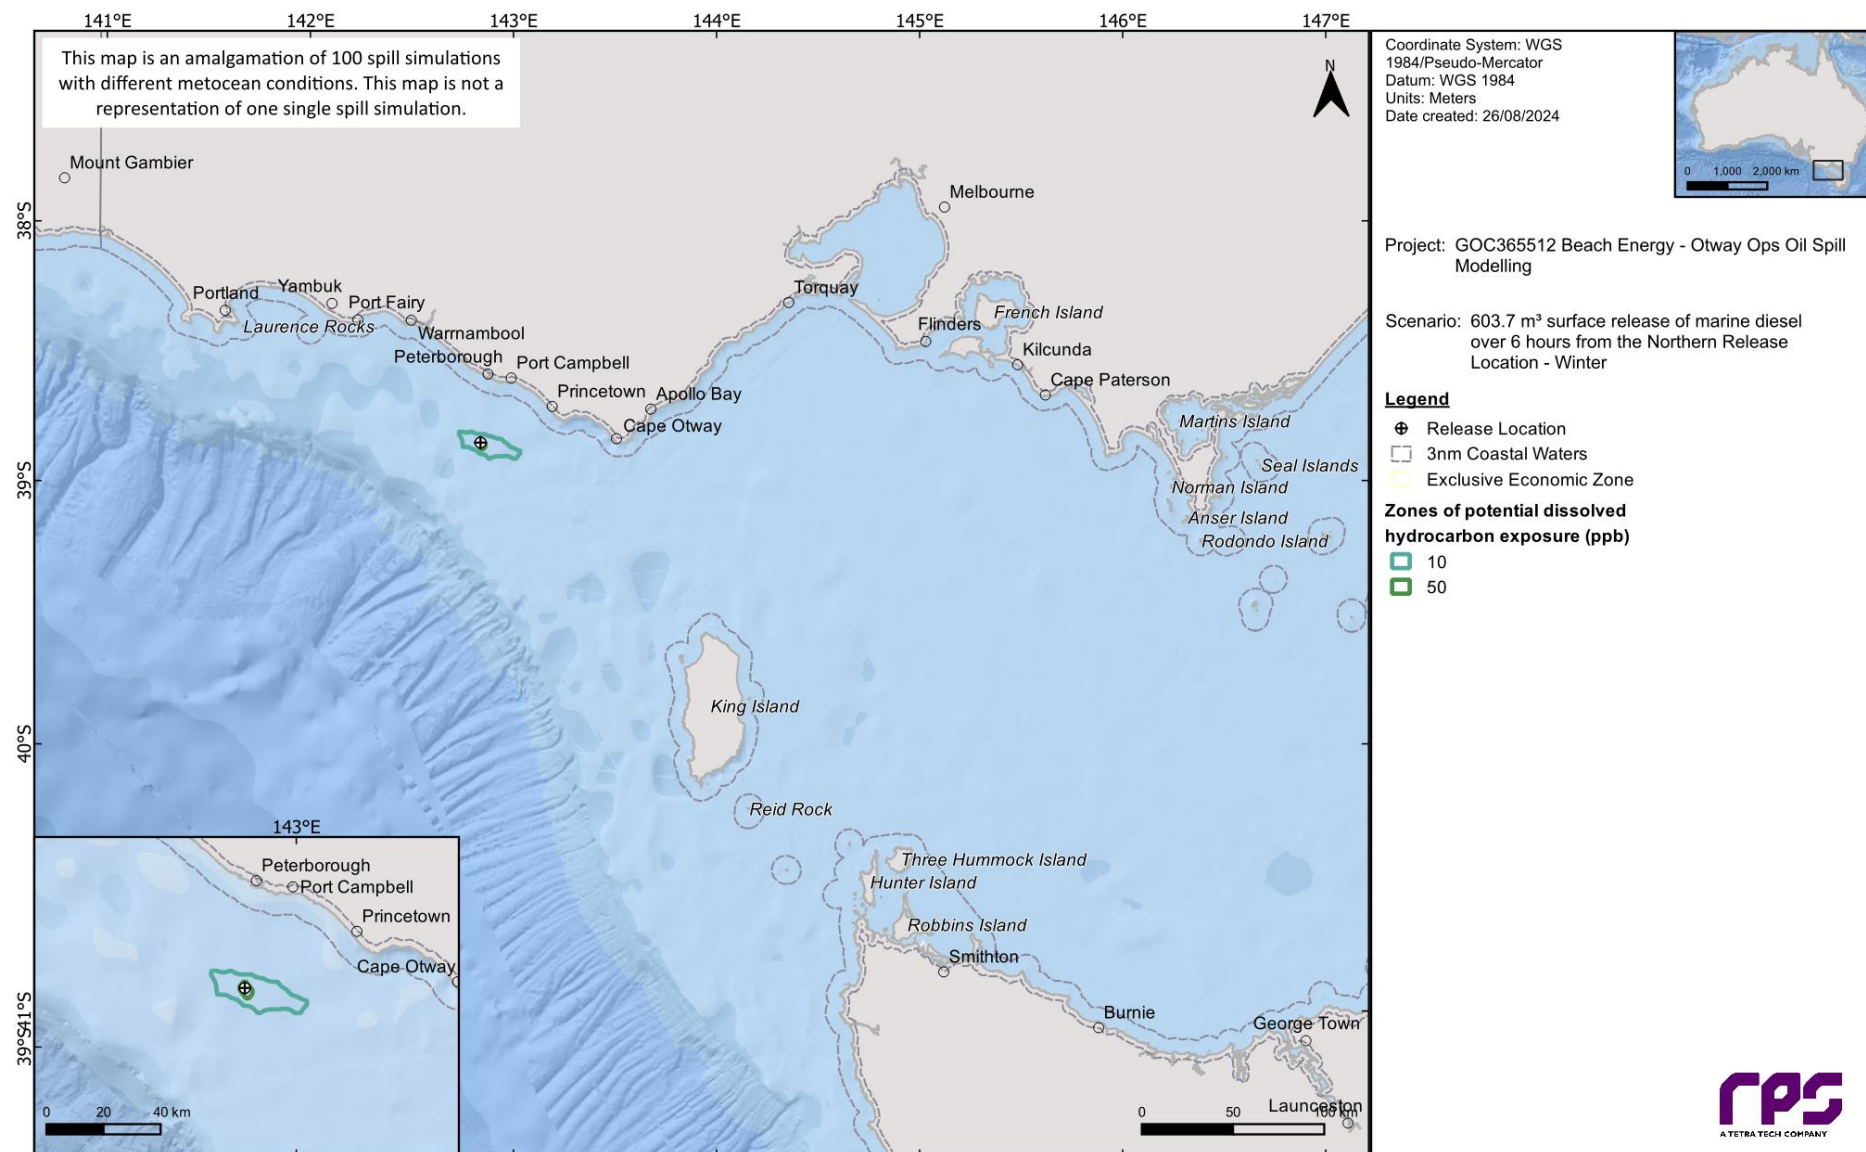 141°E
142°E
143°E
144°E
145°E
146°E
147°E
This map is an amalgamation of 100 spill simulations
with different metocean conditions. This map is not a
representation of one single spill simulation.
N
Mount Gambier
Melbourne
38°S
Portland
Yambuk
Port Fairy
Laurence Rocks
Warrnambool
Torquay
French Island
Flinders
Peterborough
Port Campbell
Kilcunda
Princetown
Apollo Bay
Cape Paterson
Cape Otway
Martins Island
Seal Islands
39°S
Norman Island
Anser Island
Rodondo Island
King Island
40°S
Reid Rock
Three Hummock Island
Hunter Island
Robbins Island
Smithton
41°S
Burnie
George Town
Launceston
0 50 100 km
143°E
Peterborough
Port Campbell
Princetown
Cape Otway
39°S
0 20 40 km
Coordinate System: WGS
1984/Pseudo-Mercator
Datum: WGS 1984
Units: Meters
Date created: 26/08/2024
0 1,000 2,000 km
Project: GOC365512 Beach Energy - Otway Ops Oil Spill
Modelling
Scenario: 603.7 m³ surface release of marine diesel
over 6 hours from the Northern Release
Location - Winter
Legend
Release Location
3nm Coastal Waters
Exclusive Economic Zone
Zones of potential dissolved
hydrocarbon exposure (ppb)
10
50
rps
A TETRA TECH COMPANY